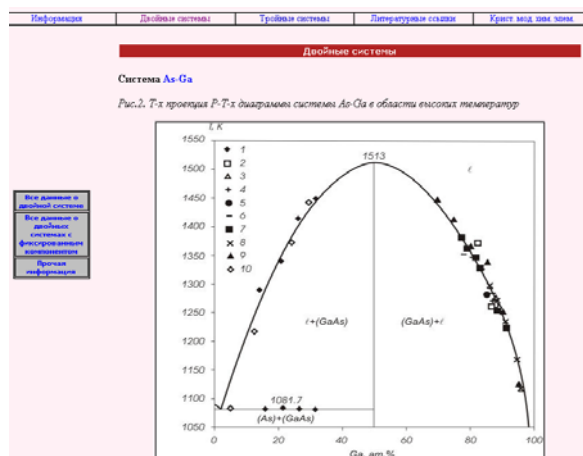 Информация Двойные системы Тройные системы Литературные ссылки Крист. мод. хим. элем.
Двойные системы
Система As-Ga
Рис.2. Т-х проекция Р-Т-х диаграммы системы As-Ga в области высоких температур
Все данные о
двойной системе
Все данные о
двойных
системах с
фиксированным
компонентом
Прочая
информация
t, K
1550
1500
1450
1400
1350
1300
1250
1200
1150
1100
1050
1
2
3
4
5
6
7
8
9
10
1513
ℓ
ℓ+(GaAs)
(GaAs)+ℓ
1081.7
(As)+(GaAs)
0 20 40 60 80 100
Ga, ат.%